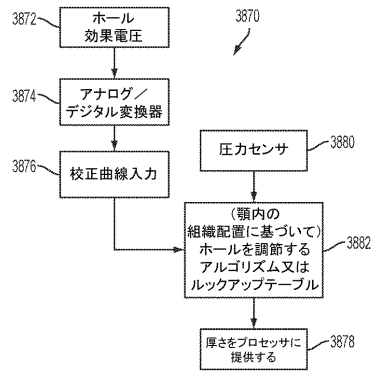 3870
3872
ホール
効果電圧
3874
アナログ／
デジタル変換器
3876
校正曲線入力
圧力センサ
3880
（顎内の
組織配置に基づいて）
ホールを調節する
アルゴリズム又は
ルックアップテーブル
3882
厚さをプロセッサに
提供する
3878